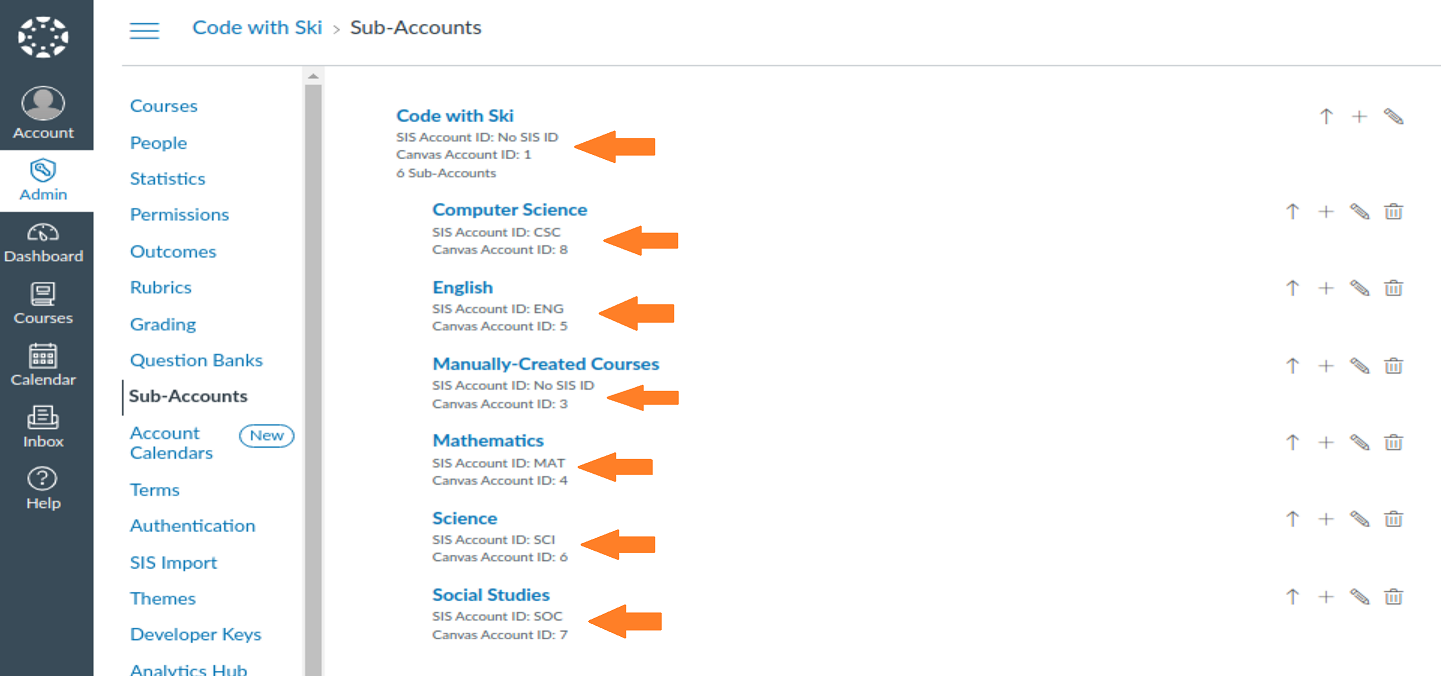 Code with Ski › Sub-Accounts
Account
Admin
Dashboard
Courses
Calendar
Inbox
Help
Courses
People
Statistics
Permissions
Outcomes
Rubrics
Grading
Question Banks
Sub-Accounts
Account
Calendars
New
Terms
Authentication
SIS Import
Themes
Developer Keys
Analytics Hub
Code with Ski
SIS Account ID: No SIS ID
Canvas Account ID: 1
6 Sub-Accounts
Computer Science
SIS Account ID: CSC
Canvas Account ID: 8
English
SIS Account ID: ENG
Canvas Account ID: 5
Manually-Created Courses
SIS Account ID: No SIS ID
Canvas Account ID: 3
Mathematics
SIS Account ID: MAT
Canvas Account ID: 4
Science
SIS Account ID: SCI
Canvas Account ID: 6
Social Studies
SIS Account ID: SOC
Canvas Account ID: 7